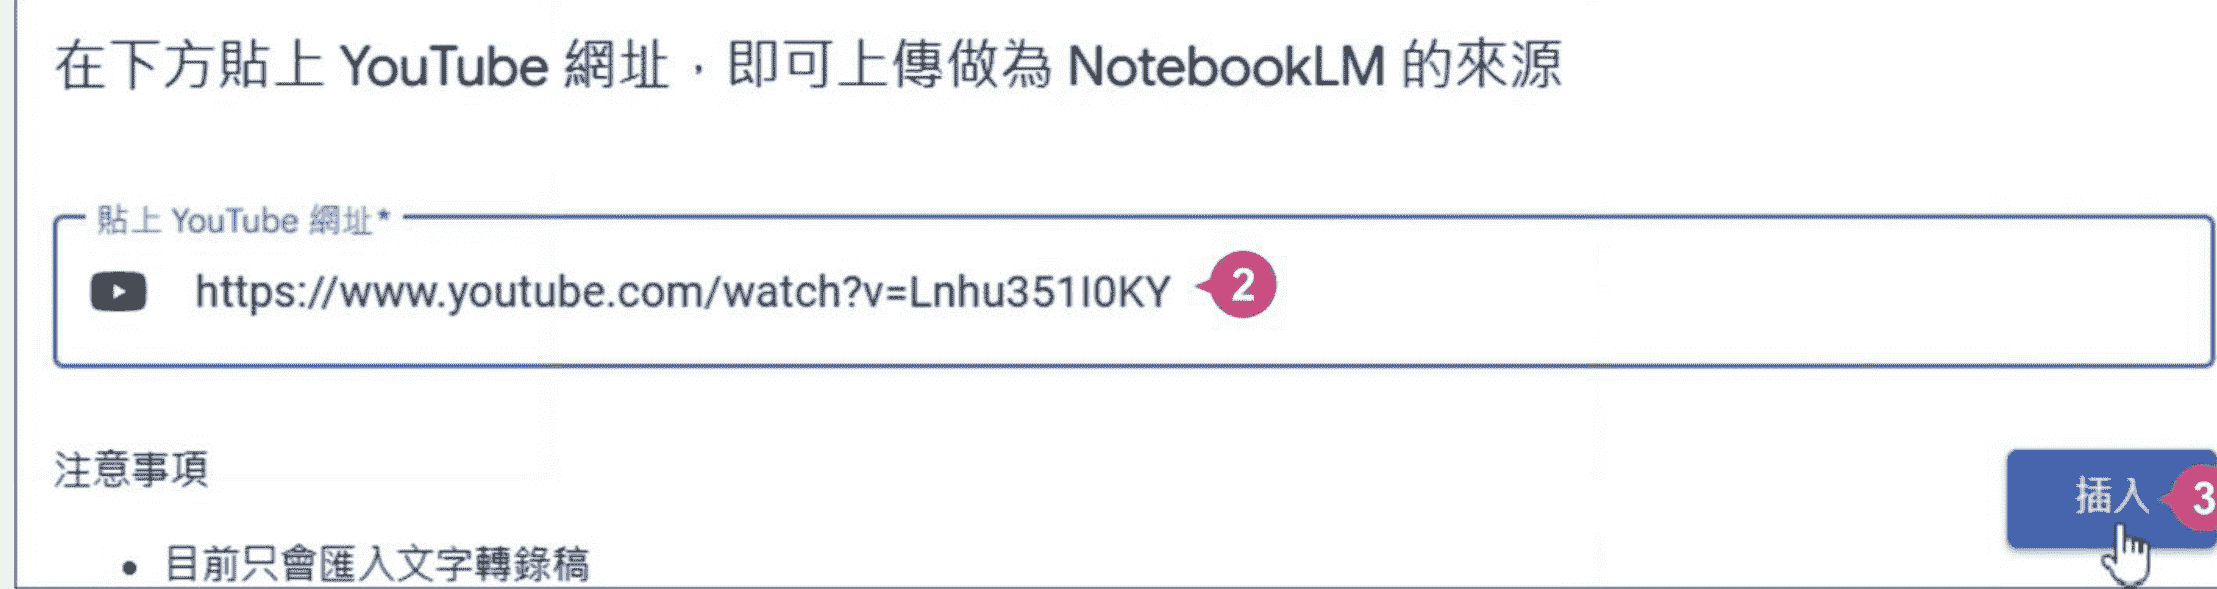 在下方貼上 YouTube 網址，即可上傳做為 NotebookLM 的來源
貼上 YouTube 網址*
https://www.youtube.com/watch?v=Lnhu351I0KY
2
注意事項
插入
3
目前只會匯入文字轉錄稿